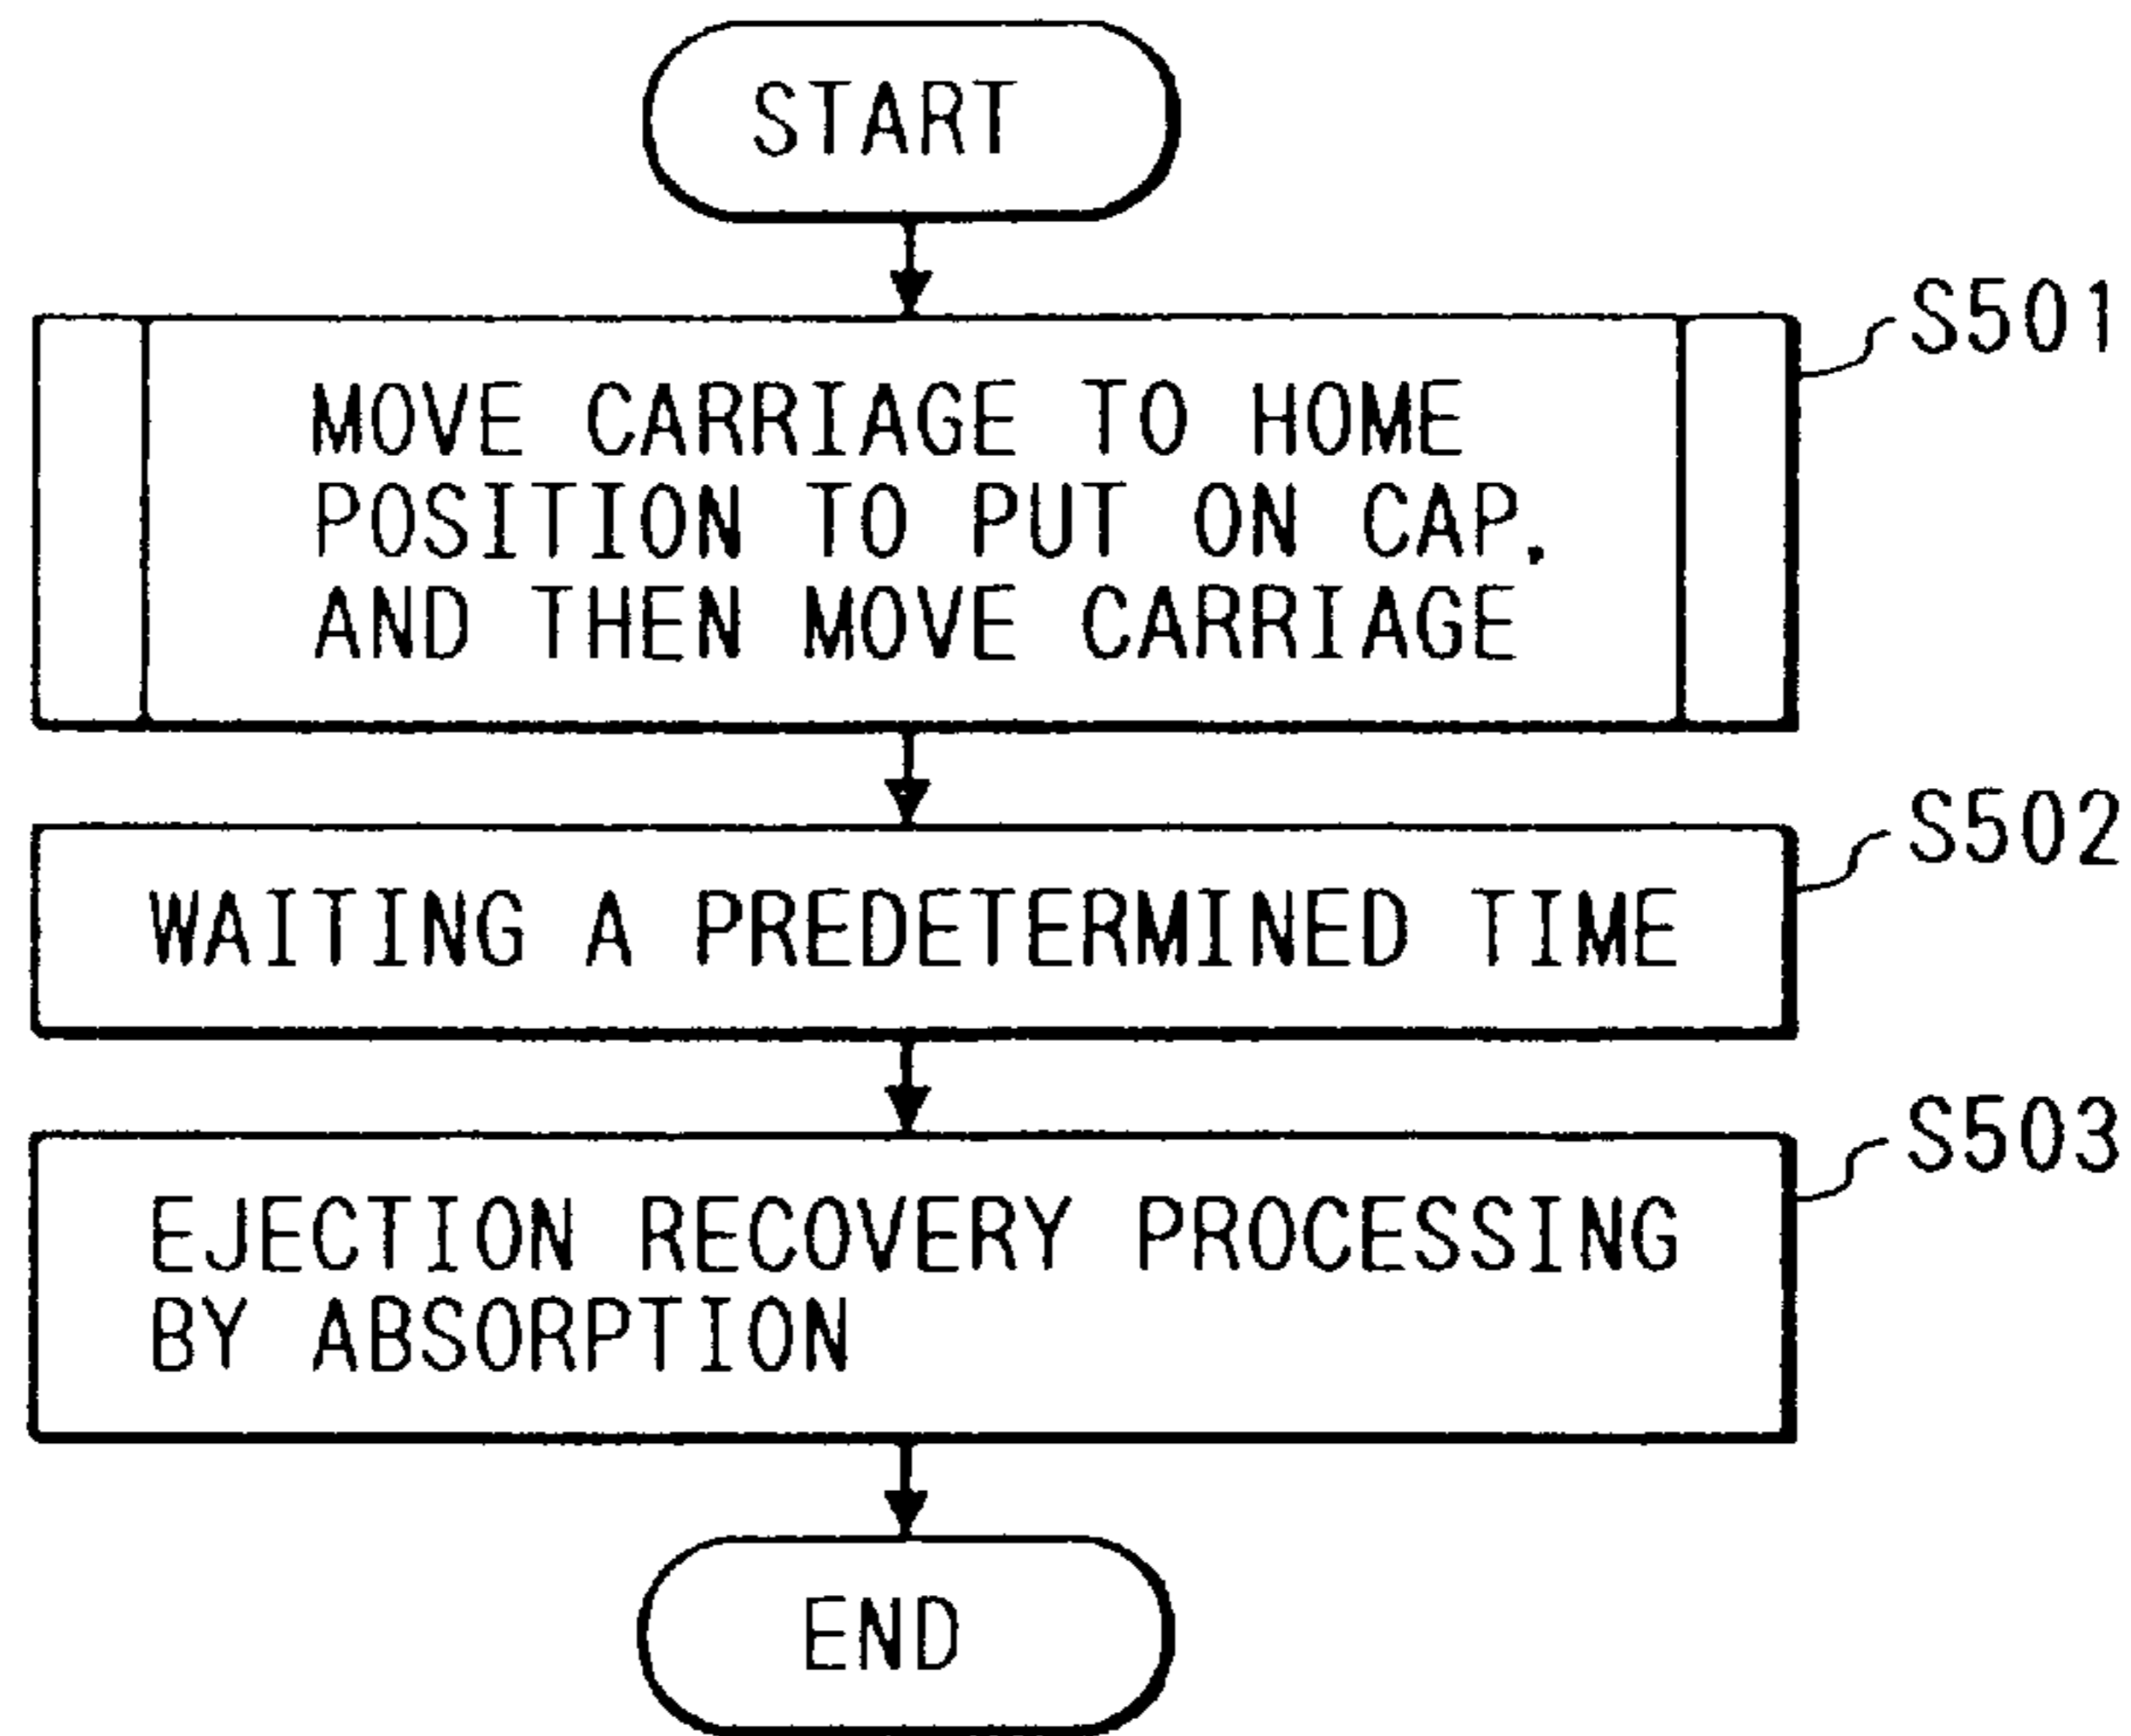 START
S501
MOVE CARRIAGE TO HOME
POSITION TO PUT ON CAP.
AND THEN MOVE CARRIAGE
S502
WAITING A PREDETERMINED TIME
S503
EJECTION RECOVERY PROCESSING
BY ABSORPTION
END